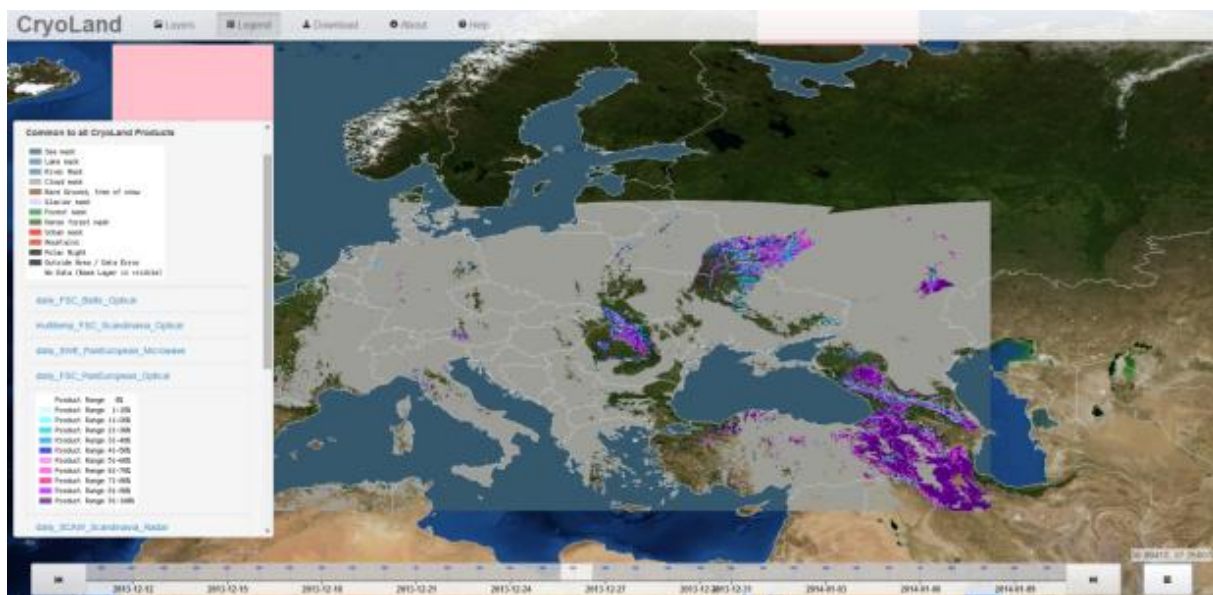 CryoLand
Layers
Legend
Download
About
Help
Common to all CryoLand Products
Sea mask
Lake mask
River Mask
Cloud mask
Bare Ground, free of snow
Glacier mask
Forest mask
Dense forest mask
Urban mask
Mountains
Polar Night
Outside Area / Data Error
No Data (Base Layer is visible)
daily_FSC_Baltic_Optical
multitemp_FSC_Scandinavia_Optical
daily_SWE_PanEuropean_Microwave
daily_FSC_PanEuropean_Optical
Product Range 0%
Product Range 1-10%
Product Range 11-20%
Product Range 21-30%
Product Range 31-40%
Product Range 41-50%
Product Range 51-60%
Product Range 61-70%
Product Range 71-80%
Product Range 81-90%
Product Range 91-100%
daily_SCAW_Scandinavia_Radar
2013-12-12
2013-12-15
2013-12-18
2013-12-21
2013-12-24
2013-12-27
2013-12-31
2014-01-03
2014-01-06
2014-01-09